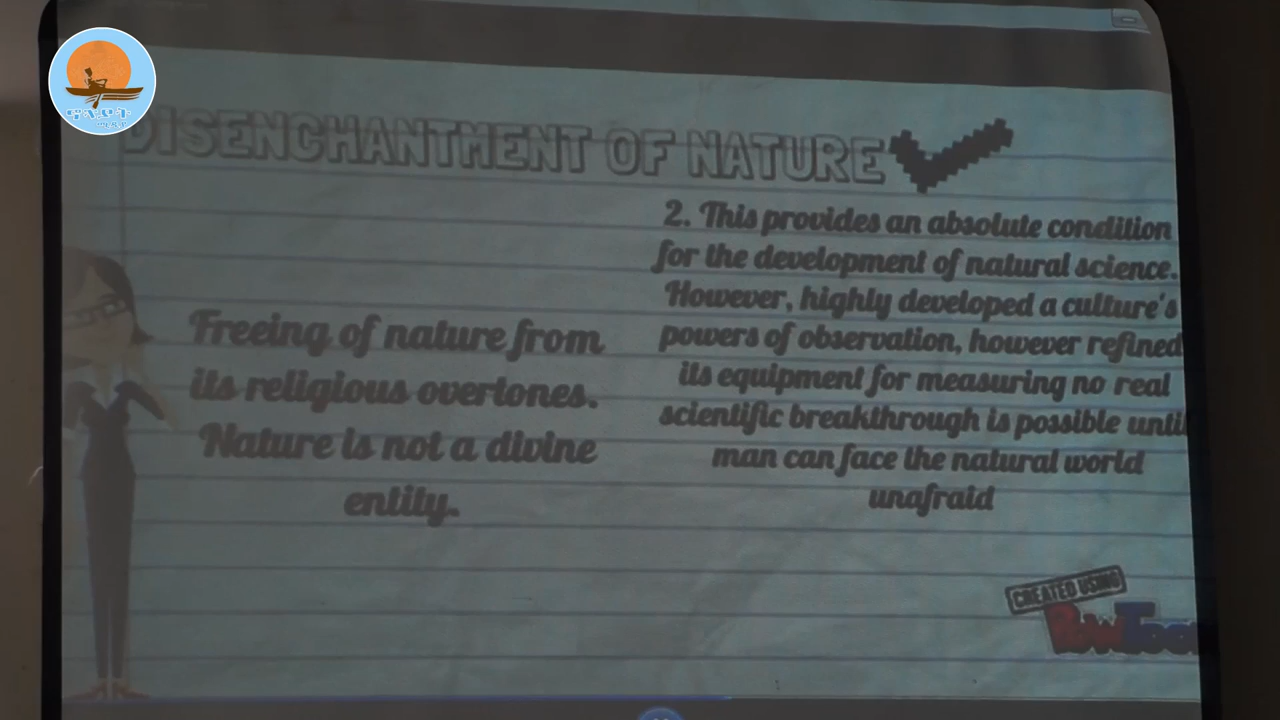 DISENCHANTMENT OF NATURE
Freeing of nature from
its religious overtones.
Nature is not a divine
entity.
2. This provides an absolute condition
for the development of natural science.
However, highly developed a culture's
powers of observation, however refined
its equipment for measuring no real
scientific breakthrough is possible until
man can face the natural world
unafraid
CREATED USING
PowToon